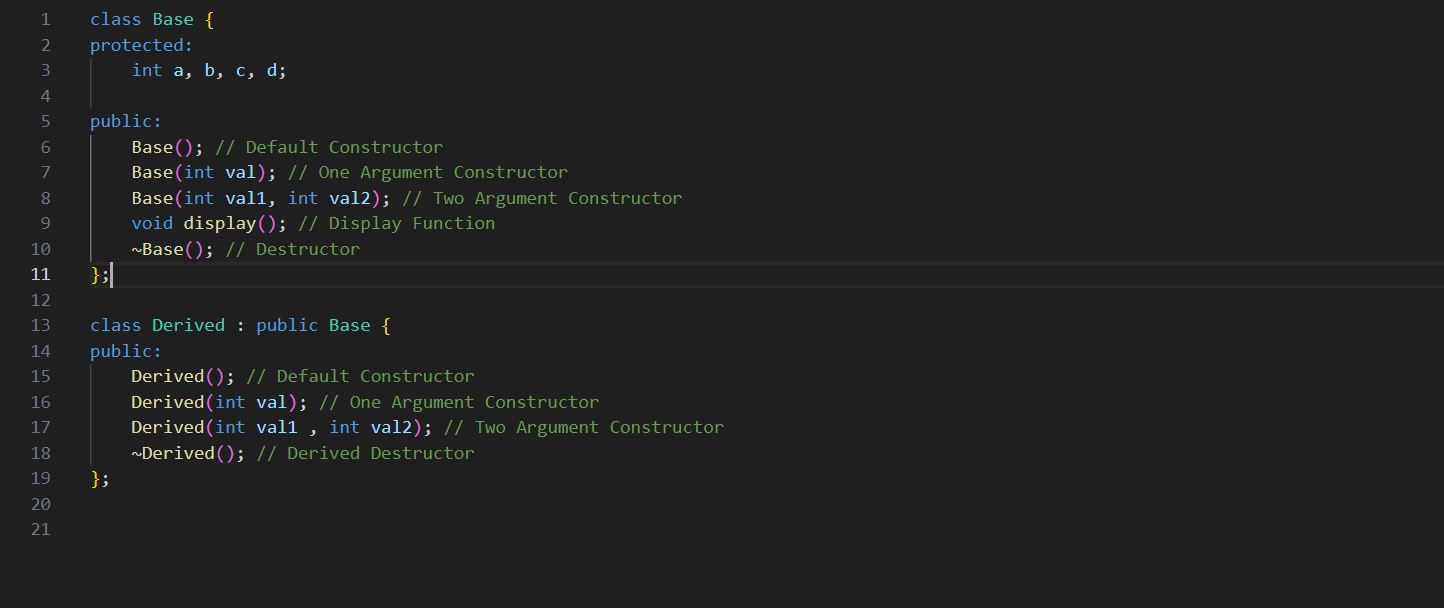 1 class Base {
2 protected:
3     int a, b, c, d;
4
5 public:
6     Base(); // Default Constructor
7     Base(int val); // One Argument Constructor
8     Base(int val1, int val2); // Two Argument Constructor
9     void display(); // Display Function
10     ~Base(); // Destructor
11 };
12
13 class Derived : public Base {
14 public:
15     Derived(); // Default Constructor
16     Derived(int val); // One Argument Constructor
17     Derived(int val1 , int val2); // Two Argument Constructor
18     ~Derived(); // Derived Destructor
19 };
20
21